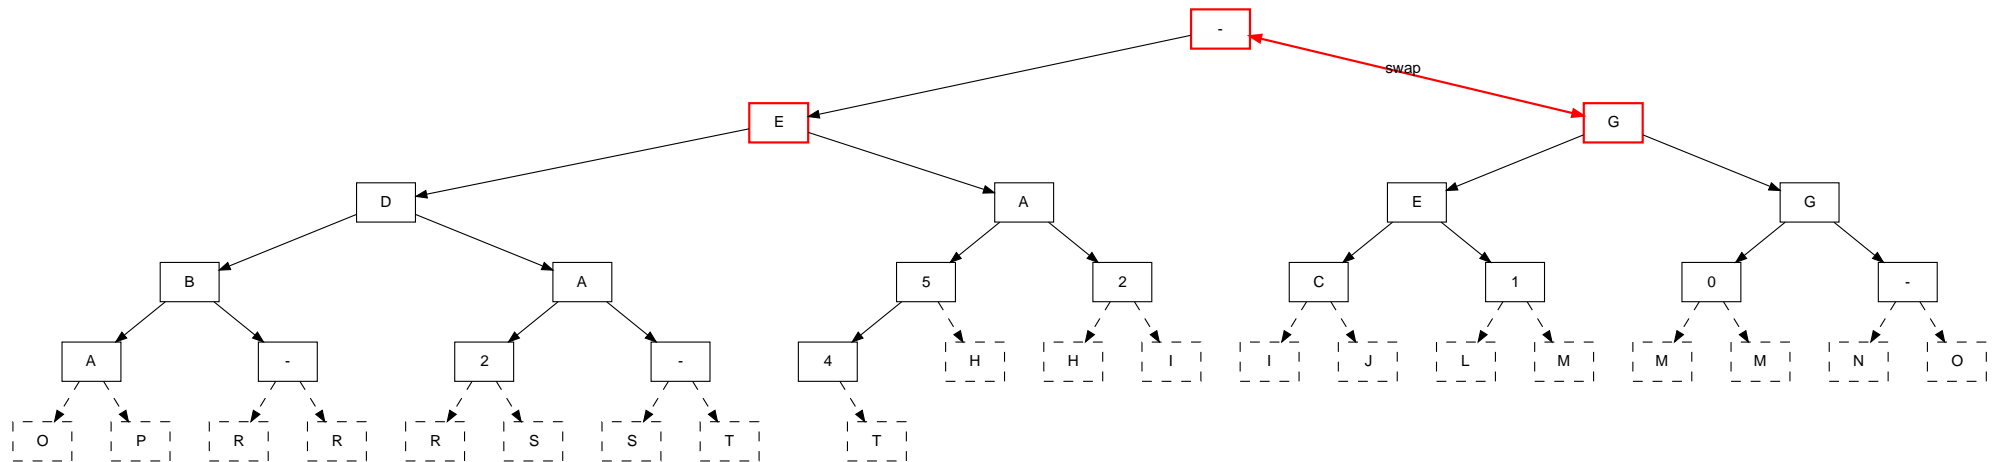 -
swap
E G
D A E G
B A 5 2 C 1 0 -
A - 2 - 4 H H I I J L M M M N O
O P R R R S S T T